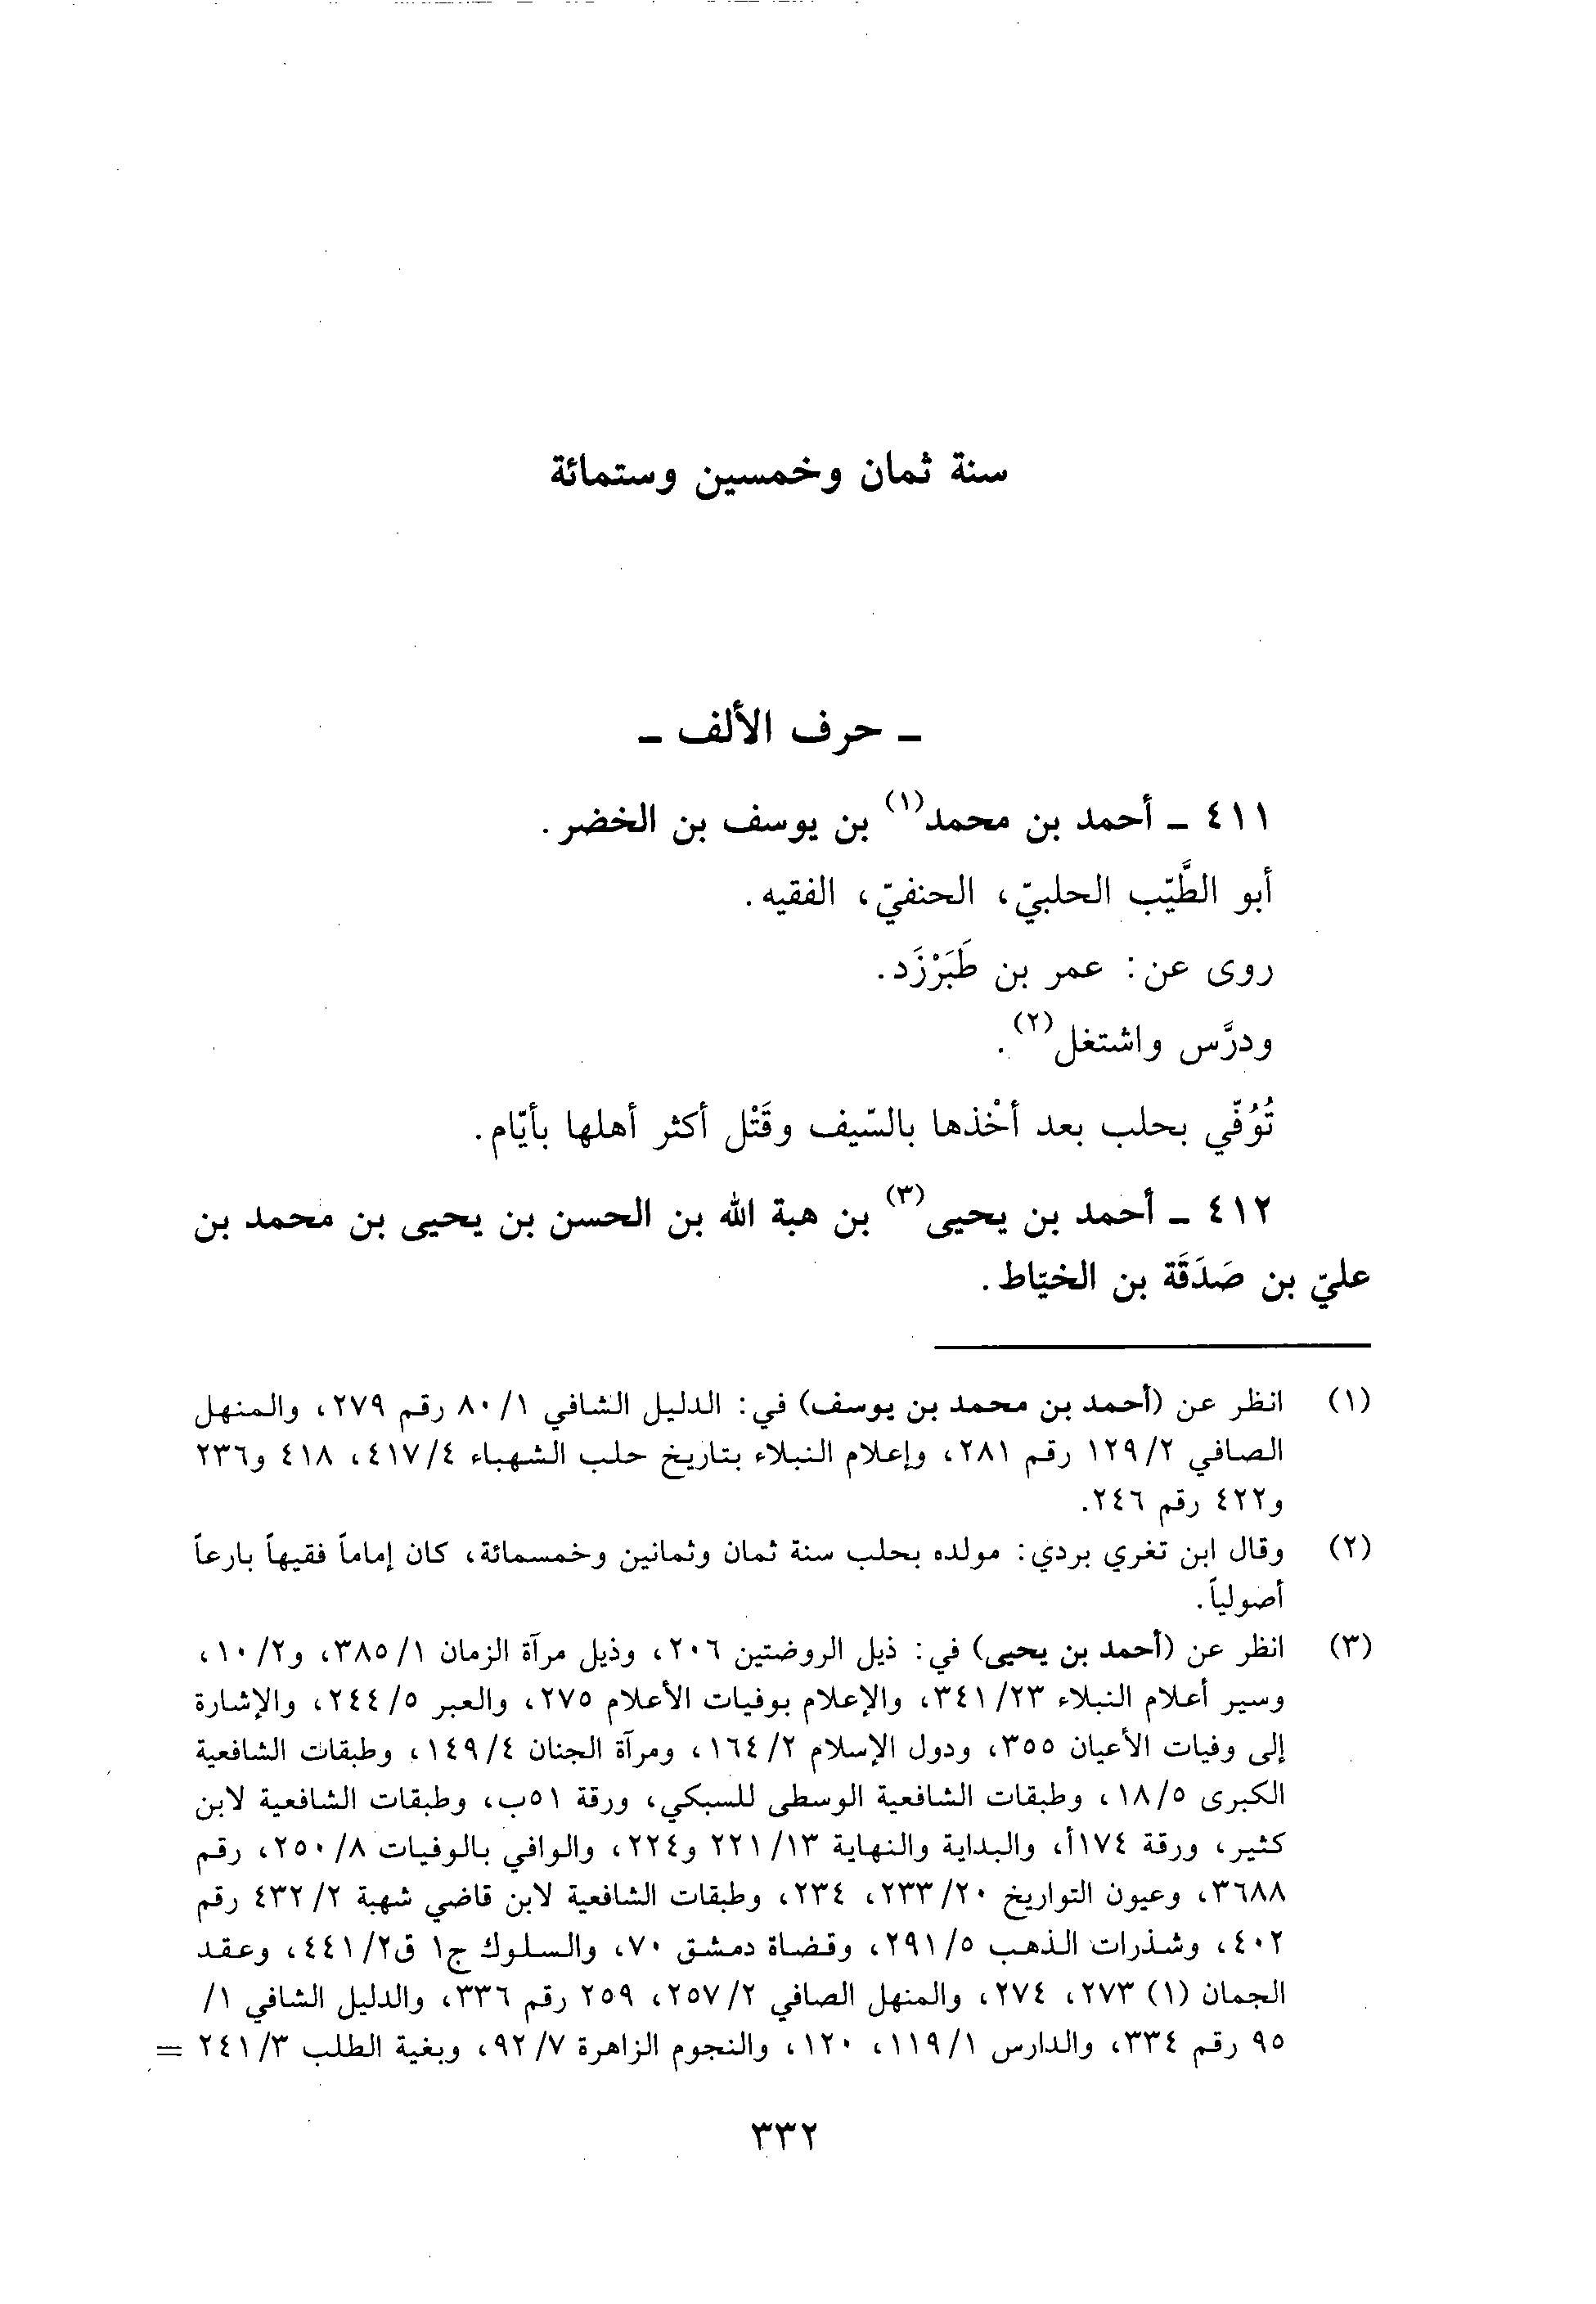 سنة ثمان وخمسين وستمائة
ـ حرف الألف ـ
٤١١ ـ أحمد بن محمد(١) بن يوسف بن الخضر.
أبو الطَّيّب الحلبيّ، الحنفيّ، الفقيه.
روى عن: عمر بن طَبَرْزَد.
ودرَّس واشتغل(٢).
تُوُفّي بحلب بعد أخْذها بالسّيف وقَتْل أكثر أهلها بأيّام.
٤١٢ ـ أحمد بن يحيى(٣) بن هبة الله بن الحسن بن يحيى بن محمد بن
عليّ بن صَدَقَة بن الخيّاط.
(١) انظر عن (أحمد بن محمد بن يوسف) في: الدليل الشافي ١/ ٨٠ رقم ٢٧٩، والمنهل
الصافي ٢/ ١٢٩ رقم ٢٨١، وإعلام النبلاء بتاريخ حلب الشهباء ٤/ ٤١٧، ٤١٨ و٢٣٦
و٤٢٢ رقم ٢٤٦.
(٢) وقال ابن تغري بردي: مولده بحلب سنة ثمان وثمانين وخمسمائة، كان إماماً فقيهاً بارعاً
أصولياً.
(٣) انظر عن (أحمد بن يحيى) في: ذيل الروضتين ٢٠٦، وذيل مرآة الزمان ١/ ٣٨٥، و٢/ ١٠،
وسير أعلام النبلاء ٢٣/ ٣٤١، والإعلام بوفيات الأعلام ٢٧٥، والعبر ٥/ ٢٤٤، والإشارة
إلى وفيات الأعيان ٣٥٥، ودول الإسلام ٢/ ١٦٤، ومرآة الجنان ٤/ ١٤٩، وطبقات الشافعية
الكبرى ٥/ ١٨، وطبقات الشافعية الوسطى للسبكي، ورقة ٥١ب، وطبقات الشافعية لابن
كثير، ورقة ١٧٤أ، والبداية والنهاية ١٣/ ٢٢١ و٢٢٤، والوافي بالوفيات ٨/ ٢٥٠، رقم
٣٦٨٨، وعيون التواريخ ٢٠/ ٢٣٣، ٢٣٤، وطبقات الشافعية لابن قاضي شهبة ٢/ ٤٣٢ رقم
٤٠٢، وشذرات الذهب ٥/ ٢٩١، وقضاة دمشق ٧٠، والسلوك ج١ ق٢/ ٤٤١، وعقد
الجمان (١) ٢٧٣، ٢٧٤، والمنهل الصافي ٢/ ٢٥٧، ٢٥٩ رقم ٣٣٦، والدليل الشافي ١/
٩٥ رقم ٣٣٤، والدارس ١/ ١١٩، ١٢٠، والنجوم الزاهرة ٧/ ٩٢، وبغية الطلب ٣/ ٢٤١ =
٣٣٢